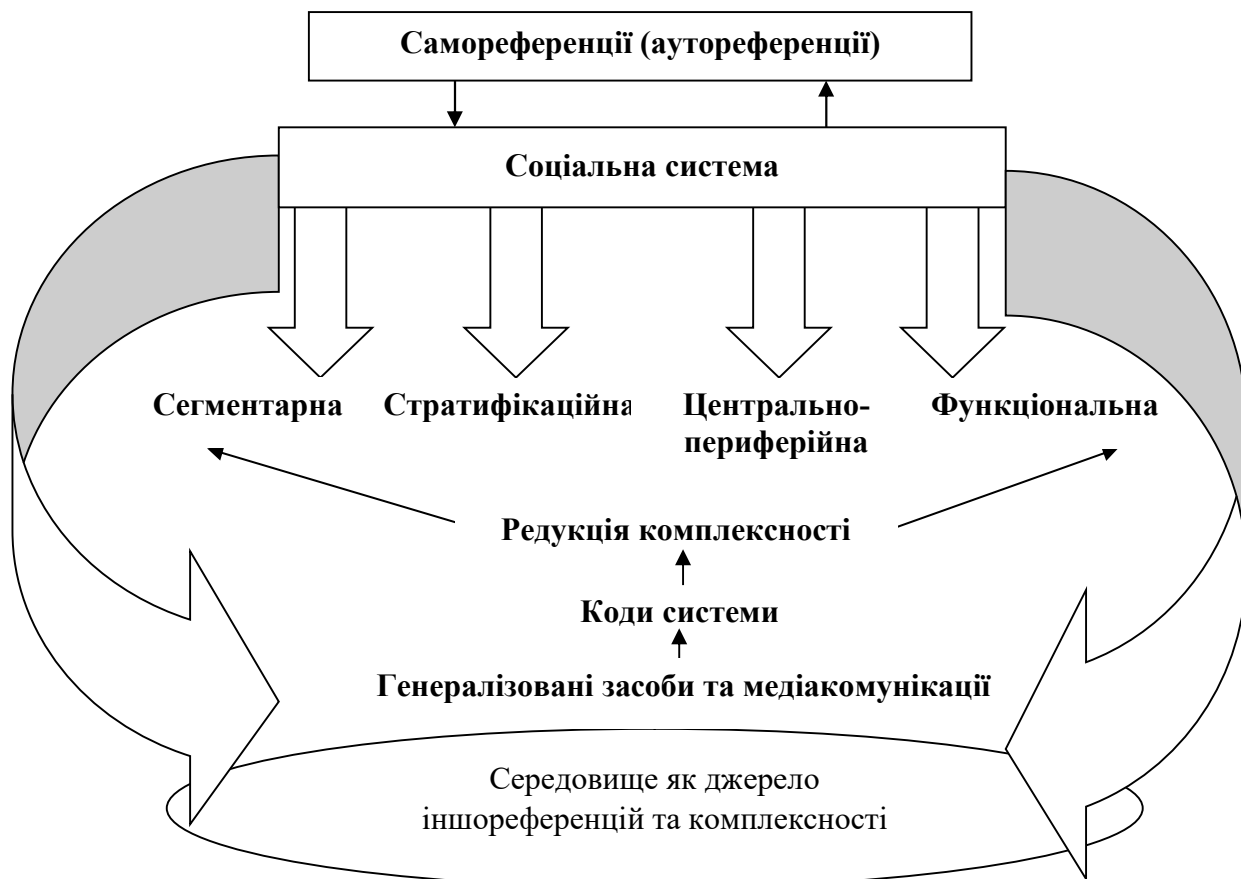 Самореференції (аутореференції)
Соціальна система
Сегментарна Стратифікаційна Центрально- Функціональна
периферійна
Редукція комплексності
Коди системи
Генералізовані засоби та медіакомунікації
Середовище як джерело
іншореференцій та комплексності